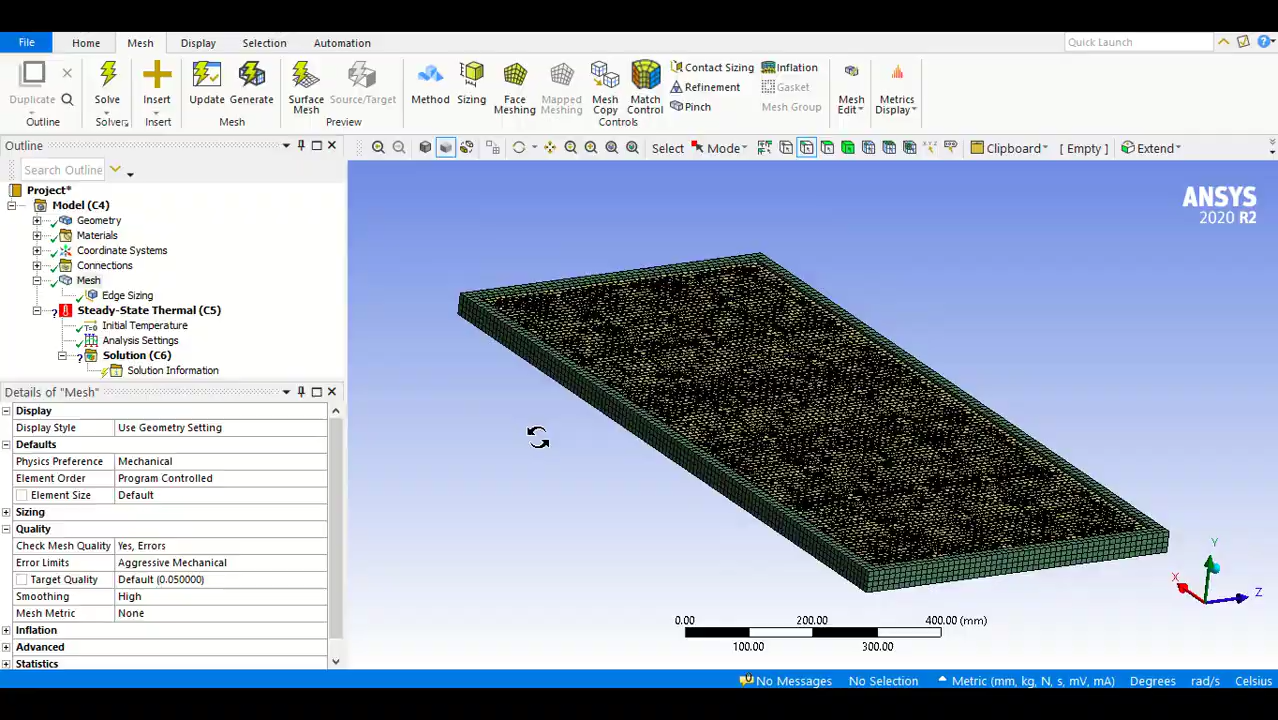 File Home Mesh Display Selection Automation Quick Launch
Duplicate Solve Insert Update Generate Surface Mesh Source/Target Method Sizing Face Meshing Mapped Meshing Mesh Copy Match Control Contact Sizing Refinement Pinch Inflation Gasket Mesh Group Mesh Edit Metrics Display
Outline Solver Insert Mesh Preview Controls
Outline Select Mode Clipboard [ Empty ] Extend
Search Outline
Project*
Model (C4)
Geometry
Materials
Coordinate Systems
Connections
Mesh
Edge Sizing
Steady-State Thermal (C5)
Initial Temperature
T=0
Analysis Settings
Solution (C6)
Solution Information
Details of "Mesh"
Display
Display Style Use Geometry Setting
Defaults
Physics Preference Mechanical
Element Order Program Controlled
Element Size Default
Sizing
Quality
Check Mesh Quality Yes, Errors
Error Limits Aggressive Mechanical
Target Quality Default (0.050000)
Smoothing High
Mesh Metric None
Inflation
Advanced
Statistics
ANSYS
2020 R2
Y
X
Z
0.00 200.00 400.00 (mm)
100.00 300.00
No Messages No Selection Metric (mm, kg, N, s, mV, mA) Degrees rad/s Celsius